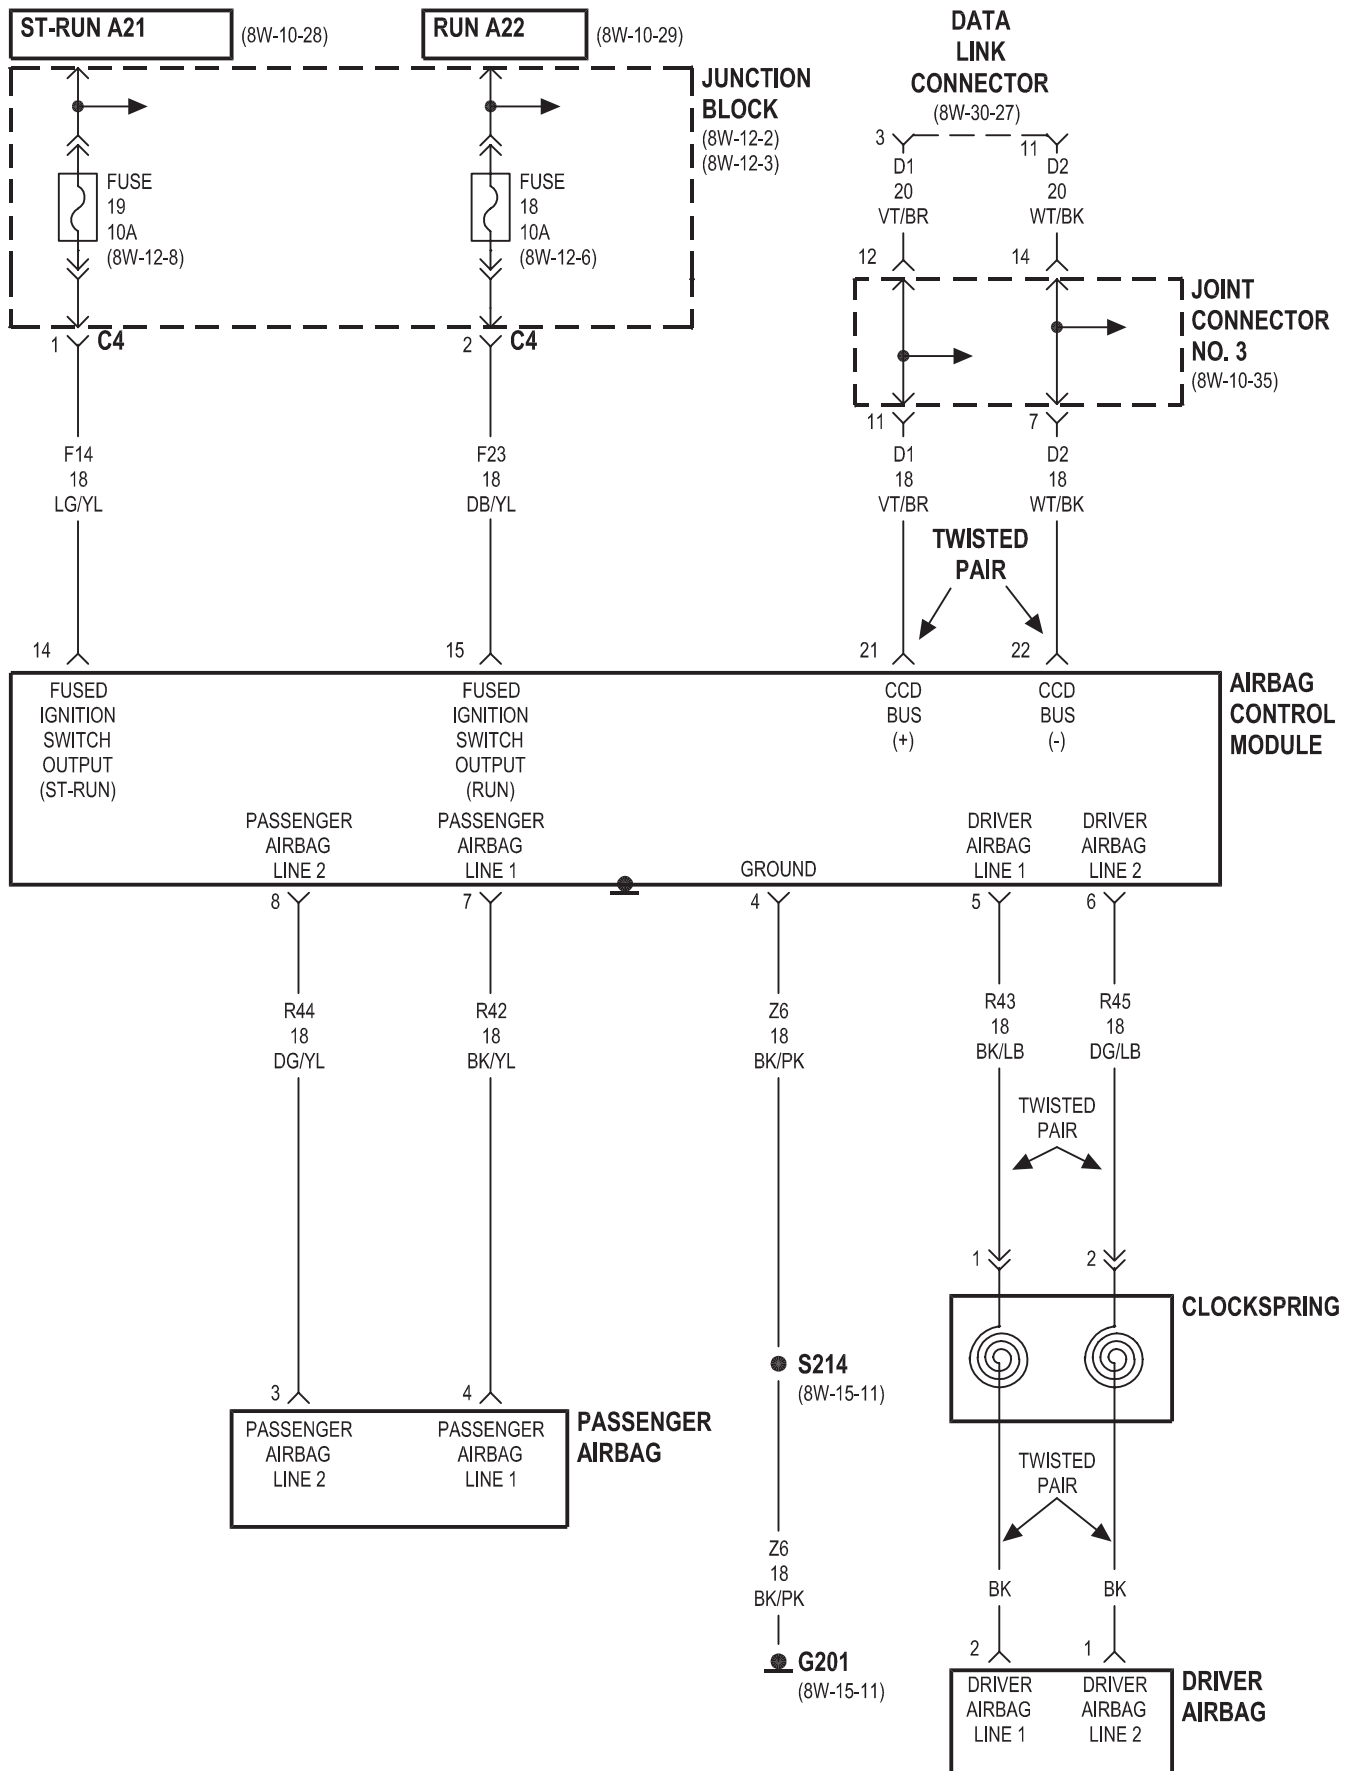 ST-RUN A21
(8W-10-28)
RUN A22
(8W-10-29)
DATA
LINK
CONNECTOR
(8W-30-27)
JUNCTION
BLOCK
(8W-12-2)
(8W-12-3)
FUSE
19
10A
(8W-12-8)
FUSE
18
10A
(8W-12-6)
3
11
D1
20
VT/BR
D2
20
WT/BK
12
14
JOINT
CONNECTOR
NO. 3
(8W-10-35)
1
C4
2
C4
11
7
F14
18
LG/YL
F23
18
DB/YL
D1
18
VT/BR
D2
18
WT/BK
TWISTED
PAIR
14
15
21
22
FUSED
IGNITION
SWITCH
OUTPUT
(ST-RUN)
FUSED
IGNITION
SWITCH
OUTPUT
(RUN)
CCD
BUS
(+)
CCD
BUS
(-)
AIRBAG
CONTROL
MODULE
PASSENGER
AIRBAG
LINE 2
PASSENGER
AIRBAG
LINE 1
GROUND
DRIVER
AIRBAG
LINE 1
DRIVER
AIRBAG
LINE 2
8
7
4
5
6
R44
18
DG/YL
R42
18
BK/YL
Z6
18
BK/PK
R43
18
BK/LB
R45
18
DG/LB
TWISTED
PAIR
1
2
CLOCKSPRING
S214
(8W-15-11)
3
4
PASSENGER
AIRBAG
LINE 2
PASSENGER
AIRBAG
LINE 1
PASSENGER
AIRBAG
TWISTED
PAIR
Z6
18
BK/PK
BK
BK
G201
(8W-15-11)
2
1
DRIVER
AIRBAG
LINE 1
DRIVER
AIRBAG
LINE 2
DRIVER
AIRBAG